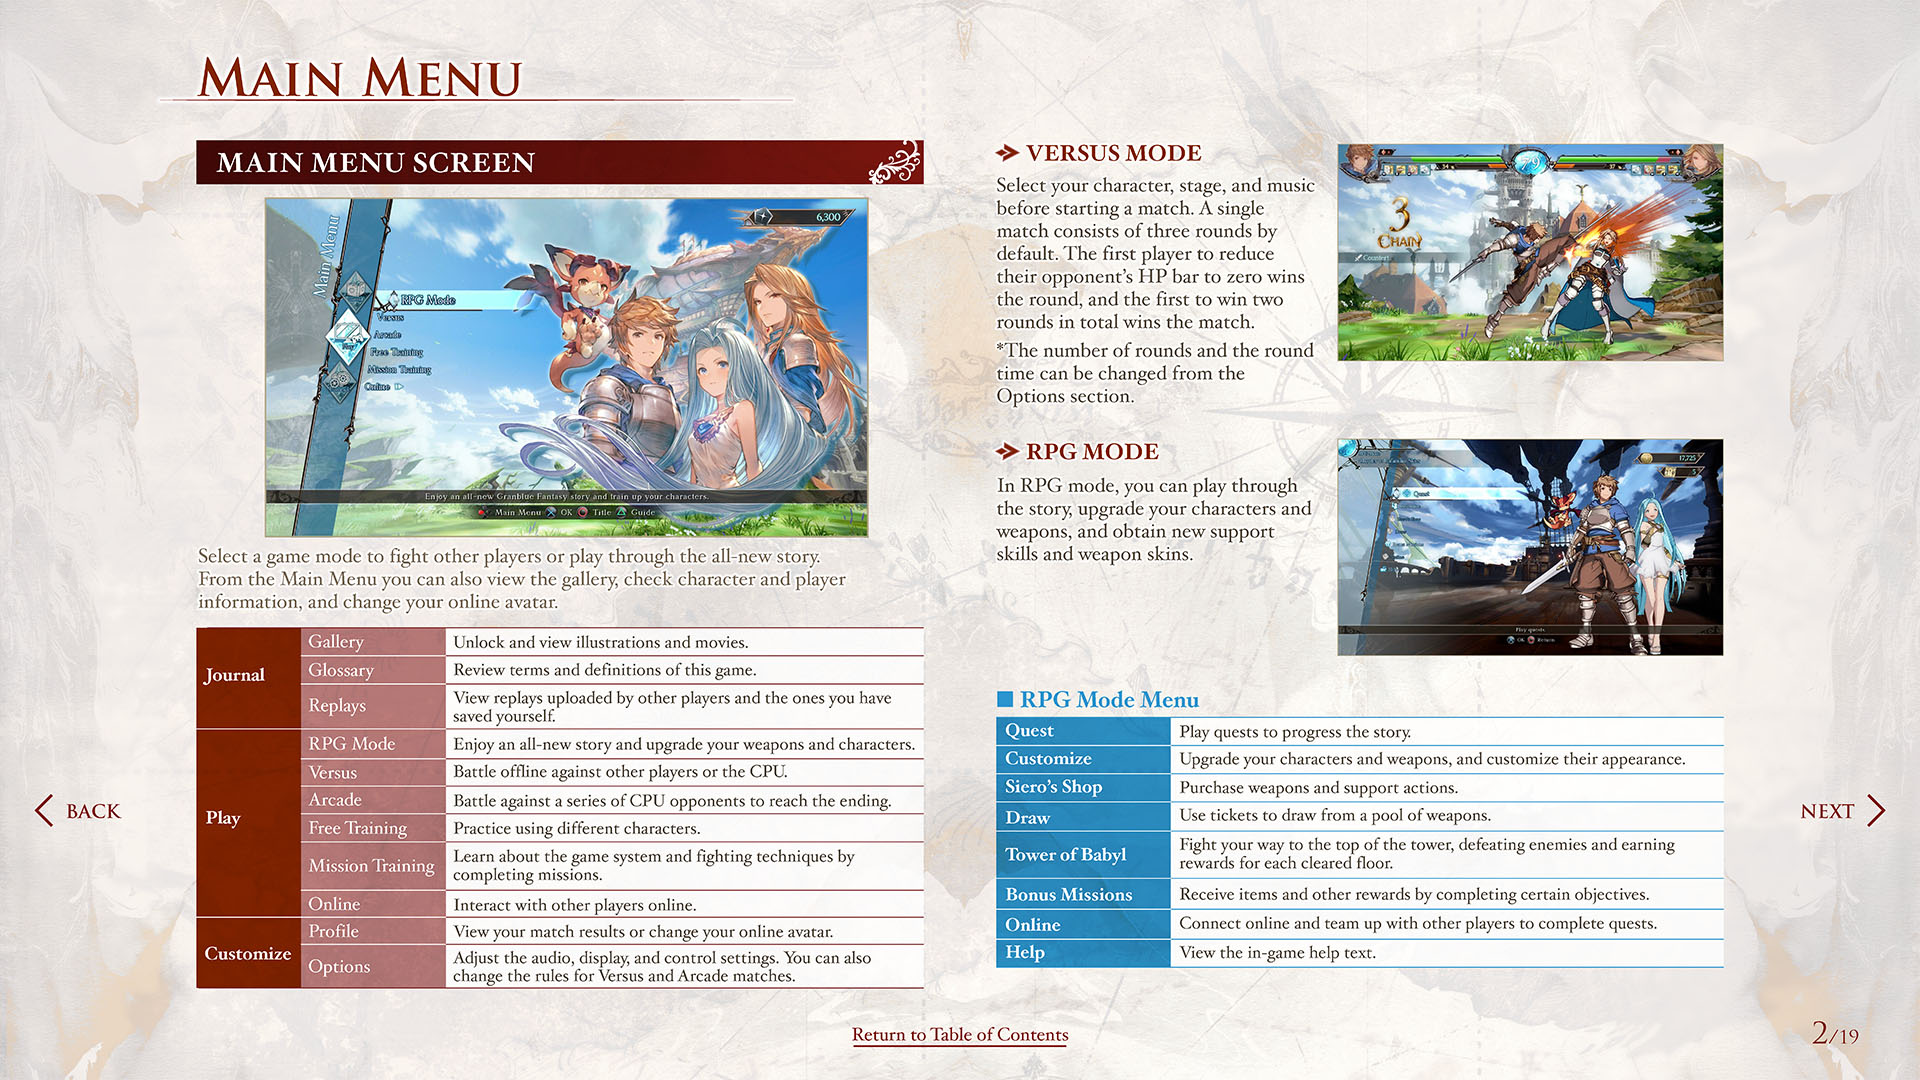 MAIN MENU
MAIN MENU SCREEN
Main Menu
6,300
RPG Mode
Versus
Arcade
Free Training
Mission Training
Online
Play
Enjoy an all-new Granblue Fantasy story and train up your characters.
Main Menu OK Title Guide
Select a game mode to fight other players or play through the all-new story.
From the Main Menu you can also view the gallery, check character and player
information, and change your online avatar.
Journal
Gallery Unlock and view illustrations and movies.
Glossary Review terms and definitions of this game.
Replays View replays uploaded by other players and the ones you have
saved yourself.
Play
RPG Mode Enjoy an all-new story and upgrade your weapons and characters.
Versus Battle offline against other players or the CPU.
Arcade Battle against a series of CPU opponents to reach the ending.
Free Training Practice using different characters.
Mission Training Learn about the game system and fighting techniques by
completing missions.
Online Interact with other players online.
Customize
Profile View your match results or change your online avatar.
Options Adjust the audio, display, and control settings. You can also
change the rules for Versus and Arcade matches.
VERSUS MODE
Select your character, stage, and music
before starting a match. A single
match consists of three rounds by
default. The first player to reduce
their opponent's HP bar to zero wins
the round, and the first to win two
rounds in total wins the match.
*The number of rounds and the round
time can be changed from the
Options section.
79
34
37
3
CHAIN
Counter
RPG MODE
In RPG mode, you can play through
the story, upgrade your characters and
weapons, and obtain new support
skills and weapon skins.
17,725
5
Quest
Play quests
OK Return
RPG Mode Menu
Quest Play quests to progress the story.
Customize Upgrade your characters and weapons, and customize their appearance.
Siero's Shop Purchase weapons and support actions.
Draw Use tickets to draw from a pool of weapons.
Tower of Babyl Fight your way to the top of the tower, defeating enemies and earning
rewards for each cleared floor.
Bonus Missions Receive items and other rewards by completing certain objectives.
Online Connect online and team up with other players to complete quests.
Help View the in-game help text.
BACK
NEXT
Return to Table of Contents
2/19